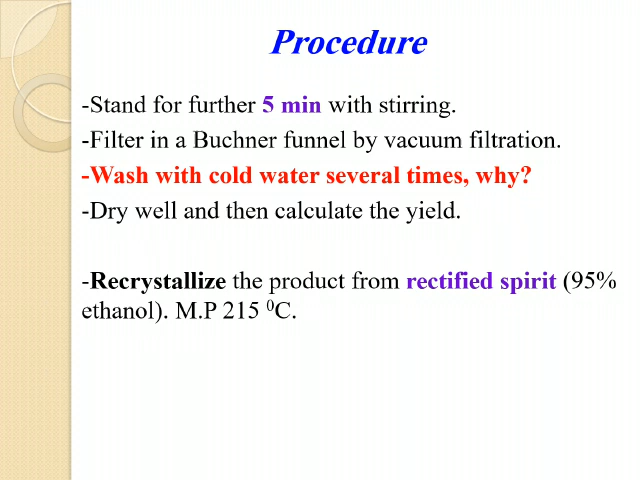 Procedure
-Stand for further 5 min with stirring.
-Filter in a Buchner funnel by vacuum filtration.
-Wash with cold water several times, why?
-Dry well and then calculate the yield.
-Recrystallize the product from rectified spirit (95%
ethanol). M.P 215 ⁰C.